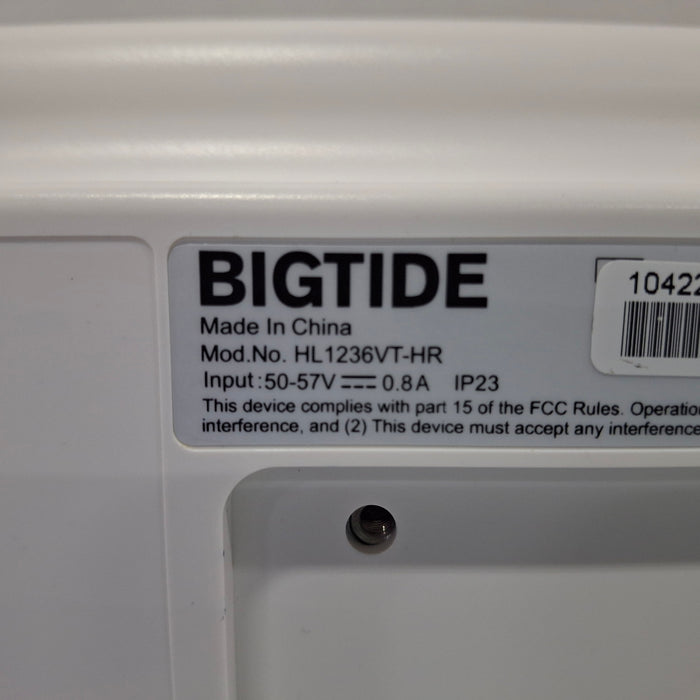 BIGTIDE
10422
Made In China
Mod.No. HL1236VT-HR
Input:50-57V⎓0.8A IP23
This device complies with part 15 of the FCC Rules.
interference, and (2) This device must accept any interference